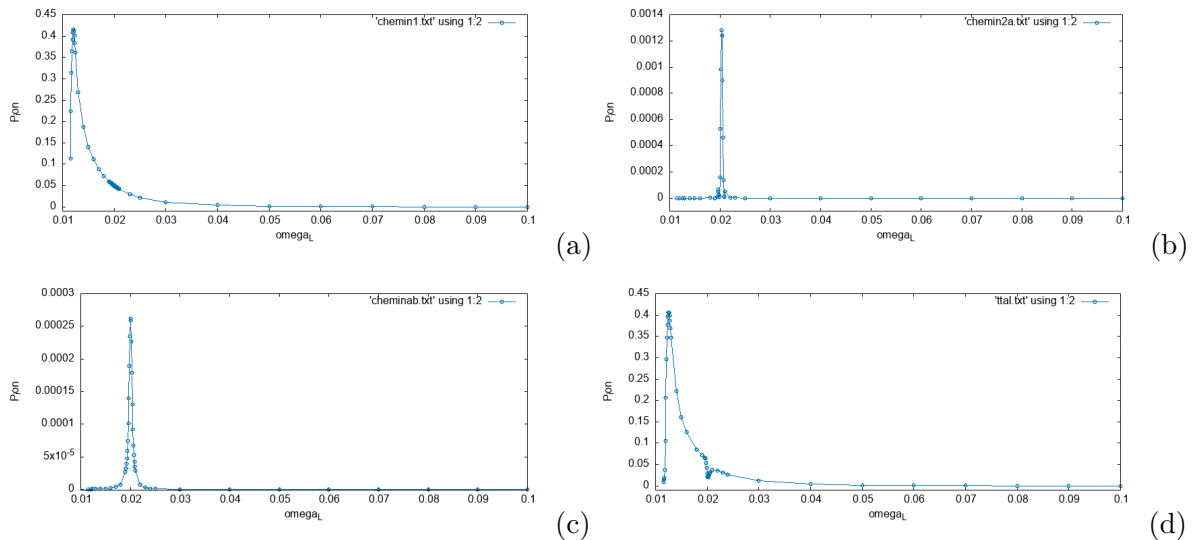 0.45
'chemin1.txt' using 1:2
0.4
0.35
0.3
0.25
0.2
0.15
0.1
0.05
0
Pρn
0.01 0.02 0.03 0.04 0.05 0.06 0.07 0.08 0.09 0.1
omega_L
(a)
0.0014
'chemin2a.txt' using 1:2
0.0012
0.001
0.0008
0.0006
0.0004
0.0002
0
Pρn
0.01 0.02 0.03 0.04 0.05 0.06 0.07 0.08 0.09 0.1
omega_L
(b)
0.0003
'cheminab.txt' using 1:2
0.00025
0.0002
0.00015
0.0001
5x10⁻⁵
0
Pρn
0.01 0.02 0.03 0.04 0.05 0.06 0.07 0.08 0.09 0.1
omega_L
(c)
0.45
'ttal.txt' using 1:2
0.4
0.35
0.3
0.25
0.2
0.15
0.1
0.05
0
Pρn
0.01 0.02 0.03 0.04 0.05 0.06 0.07 0.08 0.09 0.1
omega_L
(d)